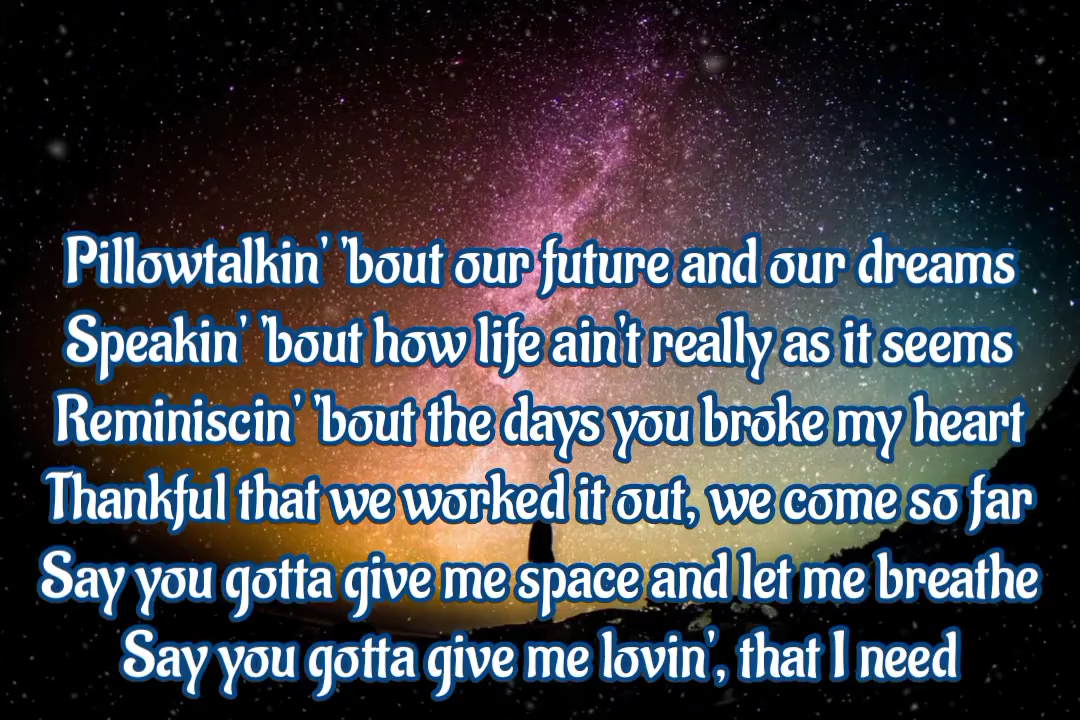 Pillowtalkin' 'bout our future and our dreams
Speakin' 'bout how life ain't really as it seems
Reminiscin' 'bout the days you broke my heart
Thankful that we worked it out, we come so far
Say you gotta give me space and let me breathe
Say you gotta give me lovin', that I need